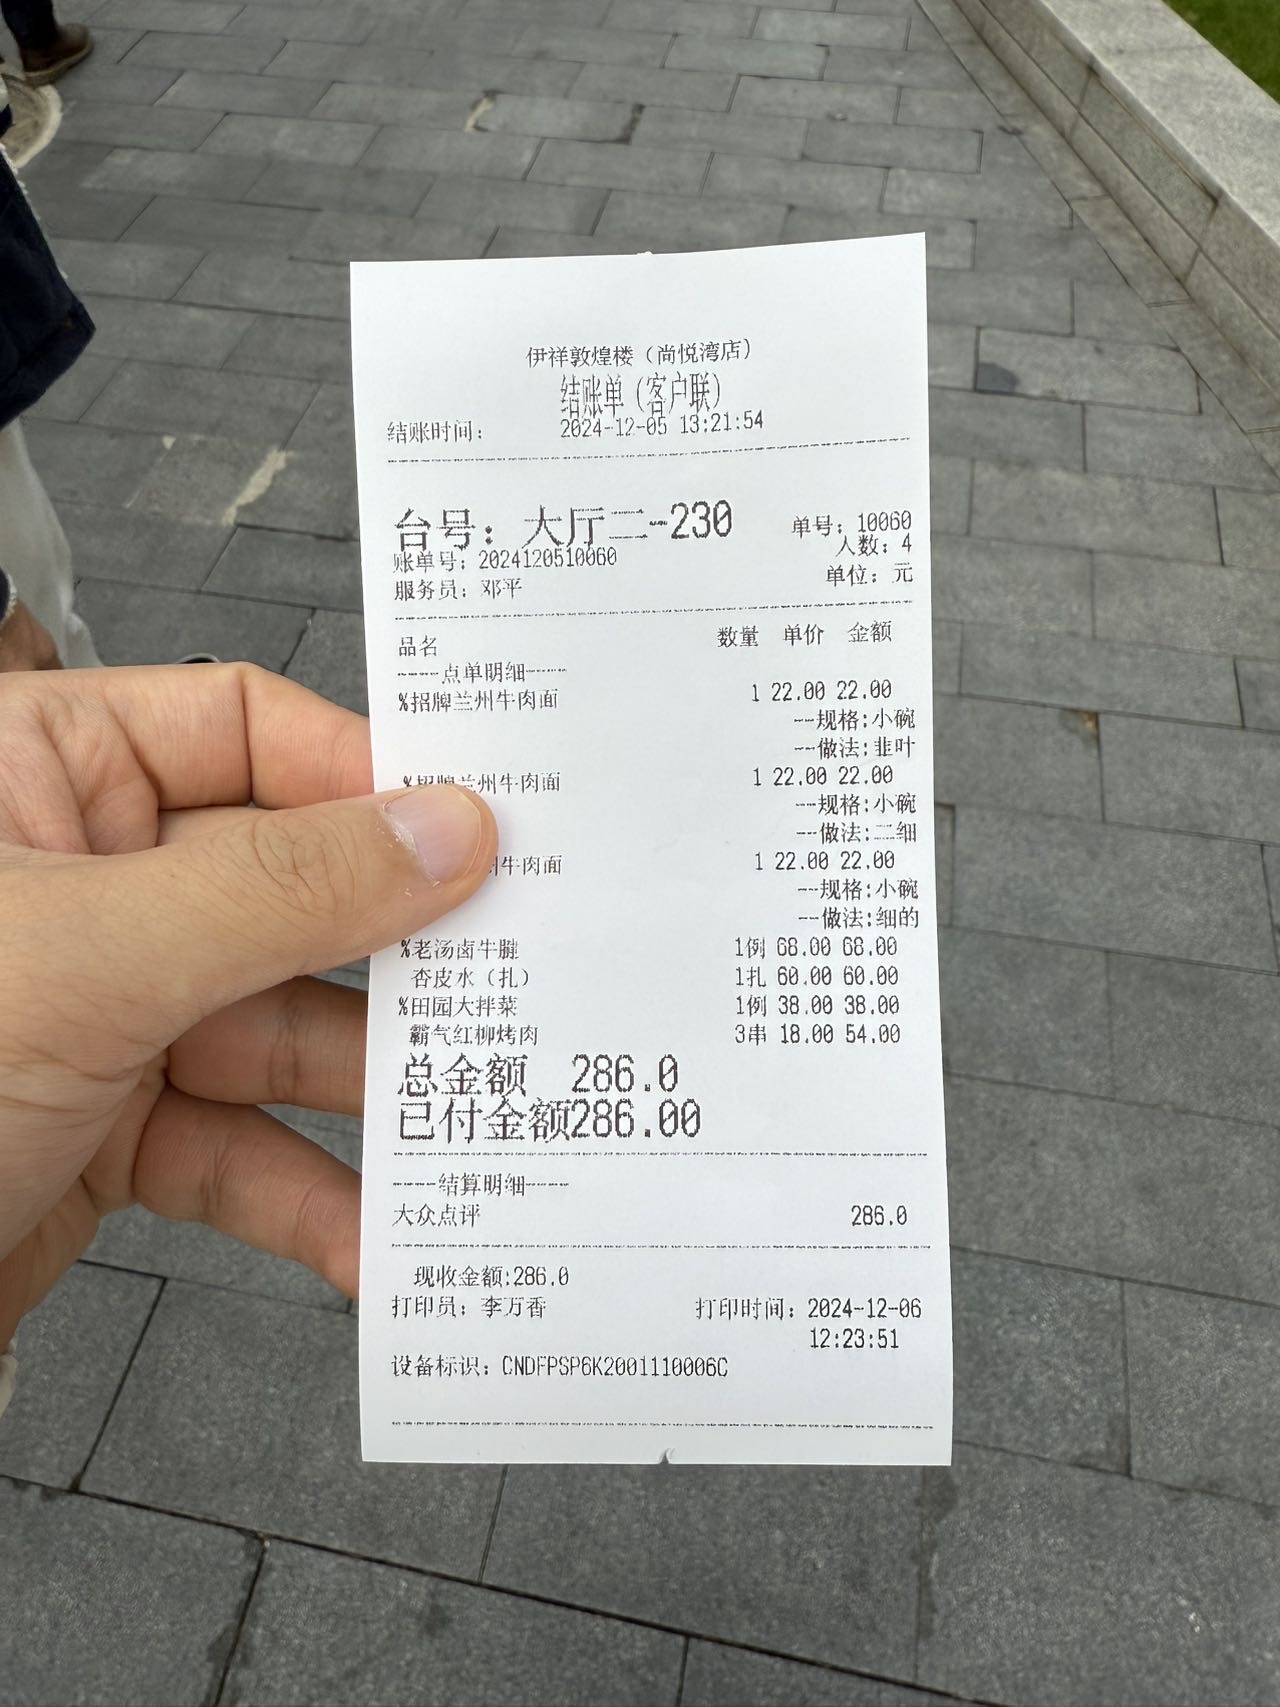 伊祥敦煌楼（尚悦湾店）
结账单（客户联）
结账时间： 2024-12-05 13:21:54
台号：大厅二-230 单号：10060
人数：4
账单号：2024120510060
服务员：邓平 单位：元
品名 数量 单价 金额
----点单明细----
%招牌兰州牛肉面 1 22.00 22.00
--规格:小碗
--做法:韭叶
%招牌兰州牛肉面 1 22.00 22.00
--规格:小碗
--做法:二细
州牛肉面 1 22.00 22.00
--规格:小碗
--做法:细的
%老汤卤牛腱 1例 68.00 68.00
杏皮水（扎） 1扎 60.00 60.00
%田园大拌菜 1例 38.00 38.00
霸气红柳烤肉 3串 18.00 54.00
总金额 286.0
已付金额286.00
----结算明细----
大众点评 286.0
现收金额:286.0
打印员：李万香 打印时间：2024-12-06
12:23:51
设备标识：CNDFPSP6K2001110006C